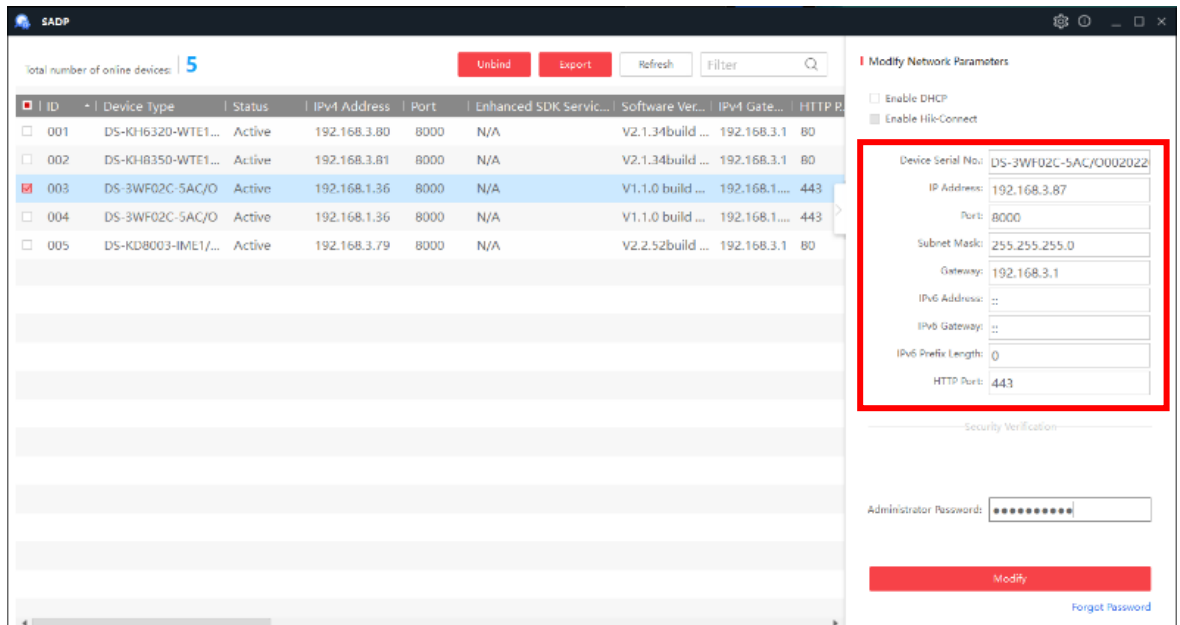 SADP
Total number of online devices: 5
Unbind
Export
Refresh
Filter
ID Device Type Status IPv4 Address Port Enhanced SDK Servic... Software Ver... IPv4 Gate... HTTP P
001 DS-KH6320-WTE1... Active 192.168.3.80 8000 N/A V2.1.34build ... 192.168.3.1 80
002 DS-KH8350-WTE1... Active 192.168.3.81 8000 N/A V2.1.34build ... 192.168.3.1 80
003 DS-3WF02C-5AC/O Active 192.168.1.36 8000 N/A V1.1.0 build ... 192.168.1.... 443
004 DS-3WF02C-5AC/O Active 192.168.1.36 8000 N/A V1.1.0 build ... 192.168.1.... 443
005 DS-KD8003-IME1/... Active 192.168.3.79 8000 N/A V2.2.52build ... 192.168.3.1 80
Modify Network Parameters
Enable DHCP
Enable Hik-Connect
Device Serial No.: DS-3WF02C-5AC/O0020220
IP Address: 192.168.3.87
Port: 8000
Subnet Mask: 255.255.255.0
Gateway: 192.168.3.1
IPv6 Address: ::
IPv6 Gateway: ::
IPv6 Prefix Length: 0
HTTP Port: 443
Security Verification
Administrator Password: ●●●●●●●●●●
Modify
Forgot Password